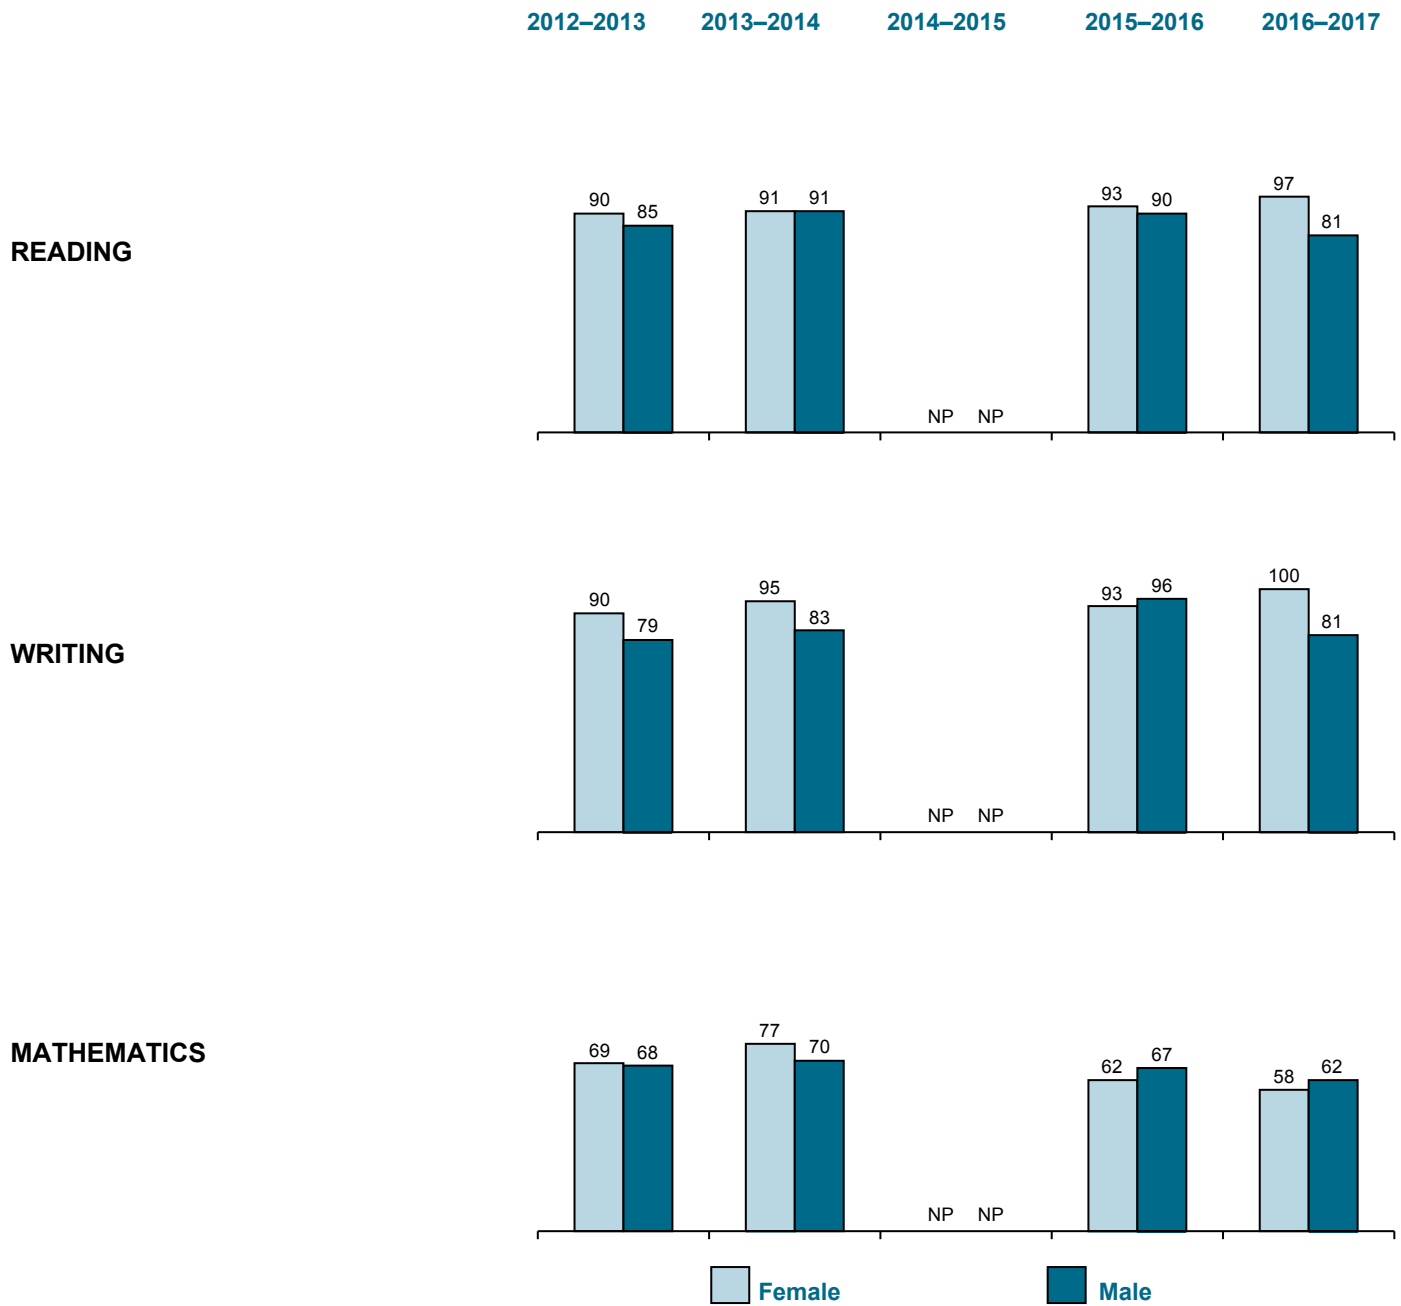 2012–2013 2013–2014 2014–2015 2015–2016 2016–2017
READING
90 85 91 91 NP NP 93 90 97 81
WRITING
90 79 95 83 NP NP 93 96 100 81
MATHEMATICS
69 68 77 70 NP NP 62 67 58 62
Female Male